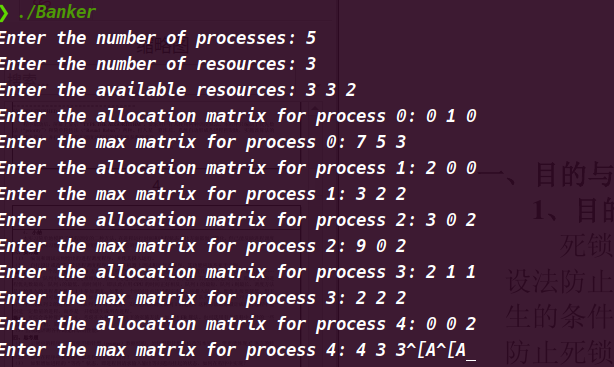 ❯ ./Banker
Enter the number of processes: 5
Enter the number of resources: 3
Enter the available resources: 3 3 2
Enter the allocation matrix for process 0: 0 1 0
Enter the max matrix for process 0: 7 5 3
Enter the allocation matrix for process 1: 2 0 0
Enter the max matrix for process 1: 3 2 2
Enter the allocation matrix for process 2: 3 0 2
Enter the max matrix for process 2: 9 0 2
Enter the allocation matrix for process 3: 2 1 1
Enter the max matrix for process 3: 2 2 2
Enter the allocation matrix for process 4: 0 0 2
Enter the max matrix for process 4: 4 3 3^[A^[A_
缩略图
一、目的与
1、目的
死锁
设法防止
生的条件
防止死锁